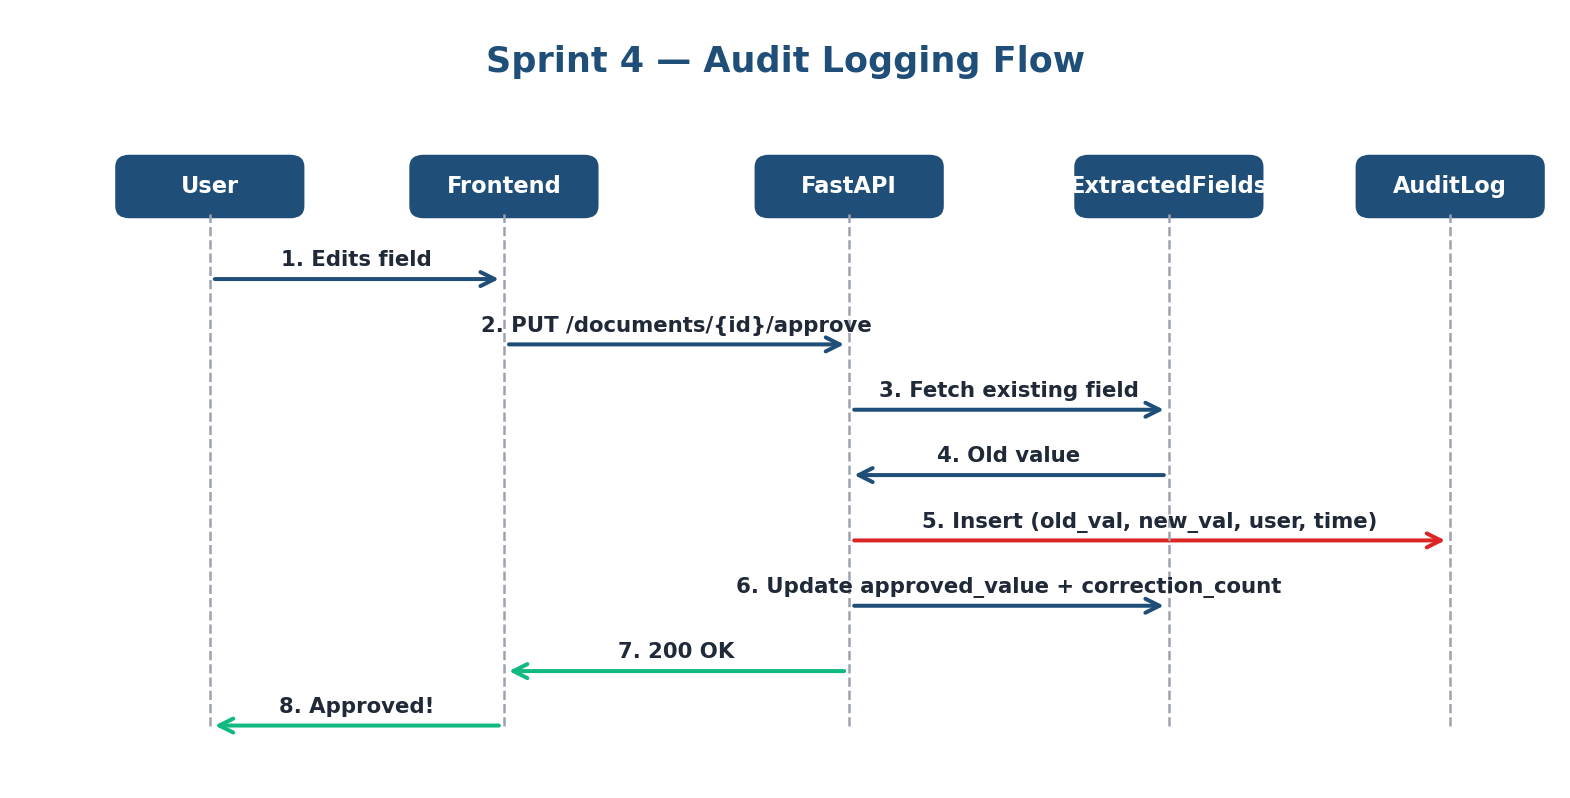 Sprint 4 — Audit Logging Flow
User
Frontend
FastAPI
ExtractedFields
AuditLog
1. Edits field
2. PUT /documents/{id}/approve
3. Fetch existing field
4. Old value
5. Insert (old_val, new_val, user, time)
6. Update approved_value + correction_count
7. 200 OK
8. Approved!